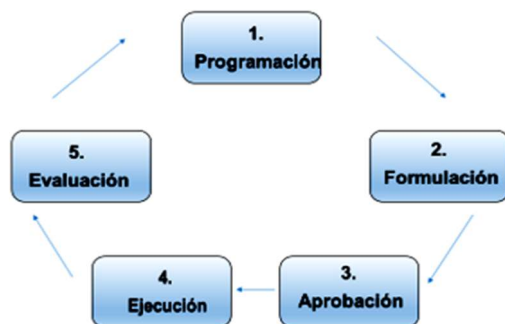 1.
Programación
2.
Formulación
3.
Aprobación
4.
Ejecución
5.
Evaluación